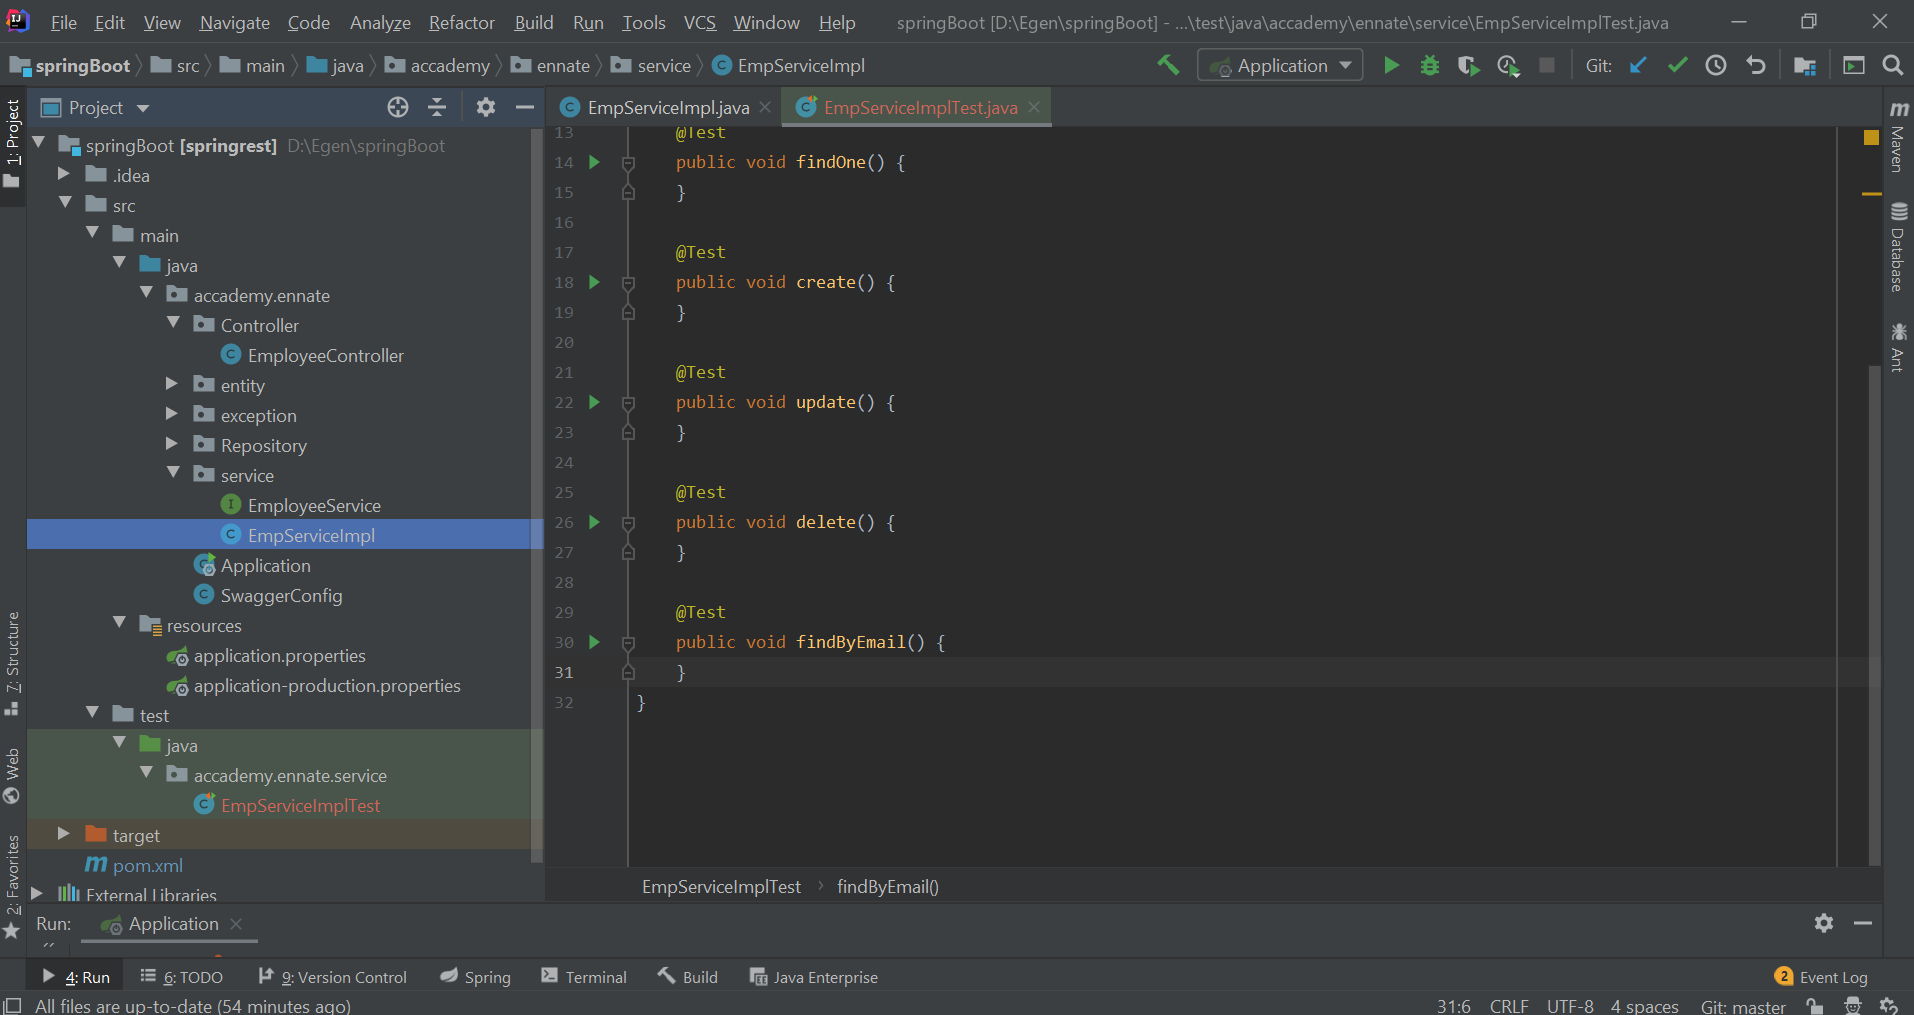 File Edit View Navigate Code Analyze Refactor Build Run Tools VCS Window Help springBoot [D:\Egen\springBoot] - ...\test\java\accademy\ennate\service\EmpServiceImplTest.java
springBoot src main java accademy ennate service EmpServiceImpl Application Git:
Project
EmpServiceImpl.java EmpServiceImplTest.java
1: Project
7: Structure
Web
2: Favorites
springBoot [springrest] D:\Egen\springBoot
.idea
src
main
java
accademy.ennate
Controller
EmployeeController
entity
exception
Repository
service
EmployeeService
EmpServiceImpl
Application
SwaggerConfig
resources
application.properties
application-production.properties
test
java
accademy.ennate.service
EmpServiceImplTest
target
pom.xml
External Libraries
13 @Test
14 public void findOne() {
15 }
16
17 @Test
18 public void create() {
19 }
20
21 @Test
22 public void update() {
23 }
24
25 @Test
26 public void delete() {
27 }
28
29 @Test
30 public void findByEmail() {
31 }
32 }
EmpServiceImplTest › findByEmail()
Maven
Database
Ant
Run: Application
4: Run 6: TODO 9: Version Control Spring Terminal Build Java Enterprise 2 Event Log
All files are up-to-date (54 minutes ago) 31:6 CRLF UTF-8 4 spaces Git: master